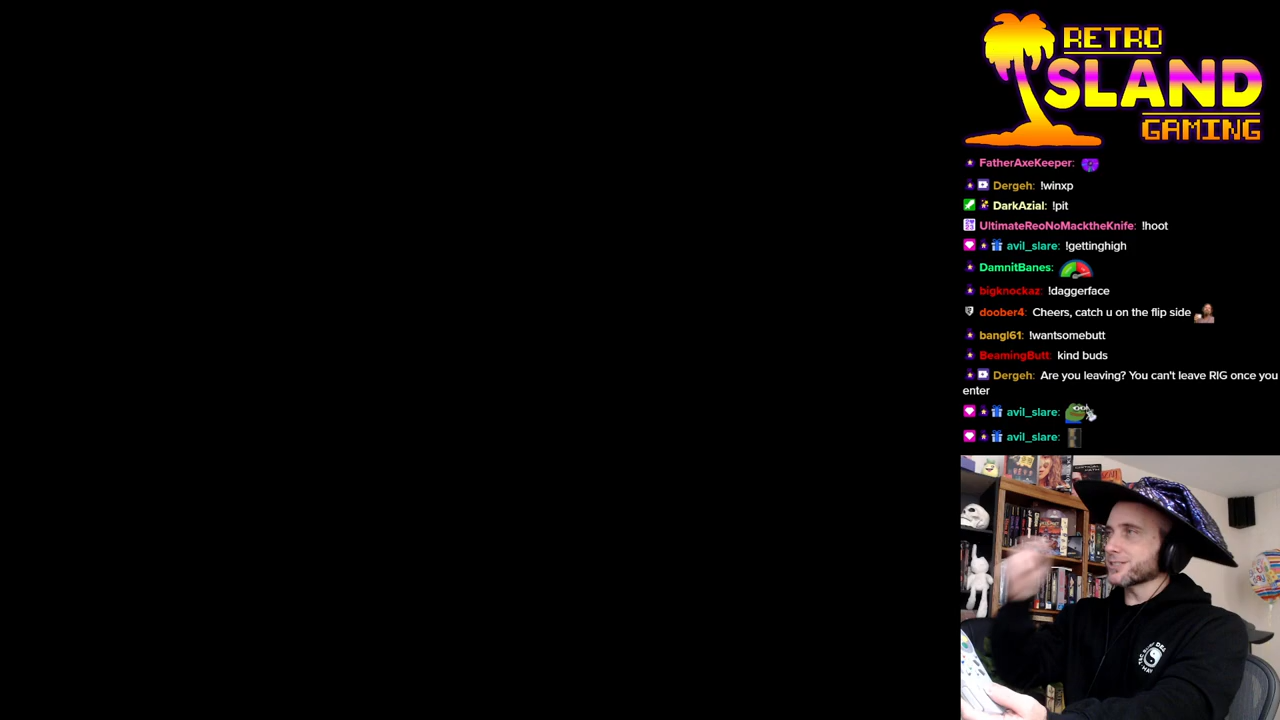 RETRO
ISLAND
GAMING
FatherAxeKeeper:
Dergeh: !winxp
DarkAzial: !pit
UltimateReoNoMacktheKnife: !hoot
avil_slare: !gettinghigh
DamnitBanes:
bigknockaz: !daggerface
doober4: Cheers, catch u on the flip side
bangl61: !wantsomebutt
BeamingButt: kind buds
Dergeh: Are you leaving? You can't leave RIG once you
enter
avil_slare:
avil_slare: